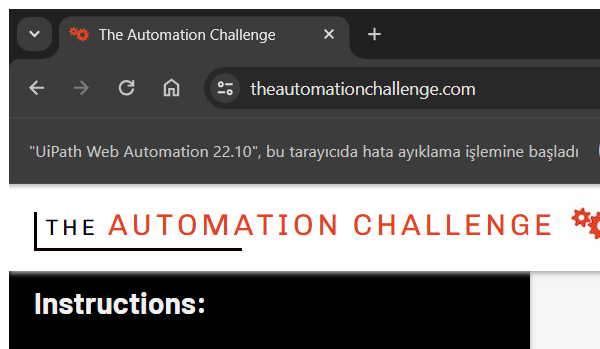 The Automation Challenge
theautomationchallenge.com
"UiPath Web Automation 22.10", bu tarayıcıda hata ayıklama işlemine başladı
THE AUTOMATION CHALLENGE
Instructions: